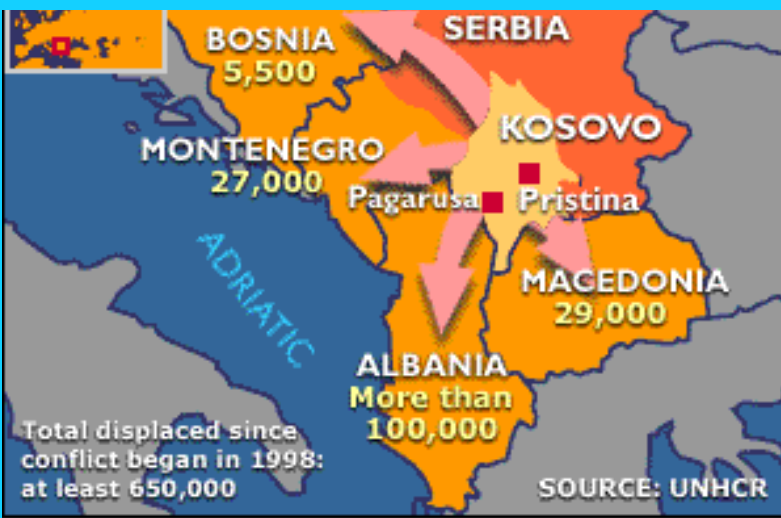 BOSNIA
5,500
SERBIA
KOSOVO
MONTENEGRO
27,000
Pagarusa
Pristina
ADRIATIC
MACEDONIA
29,000
ALBANIA
More than
100,000
Total displaced since
conflict began in 1998:
at least 650,000
SOURCE: UNHCR